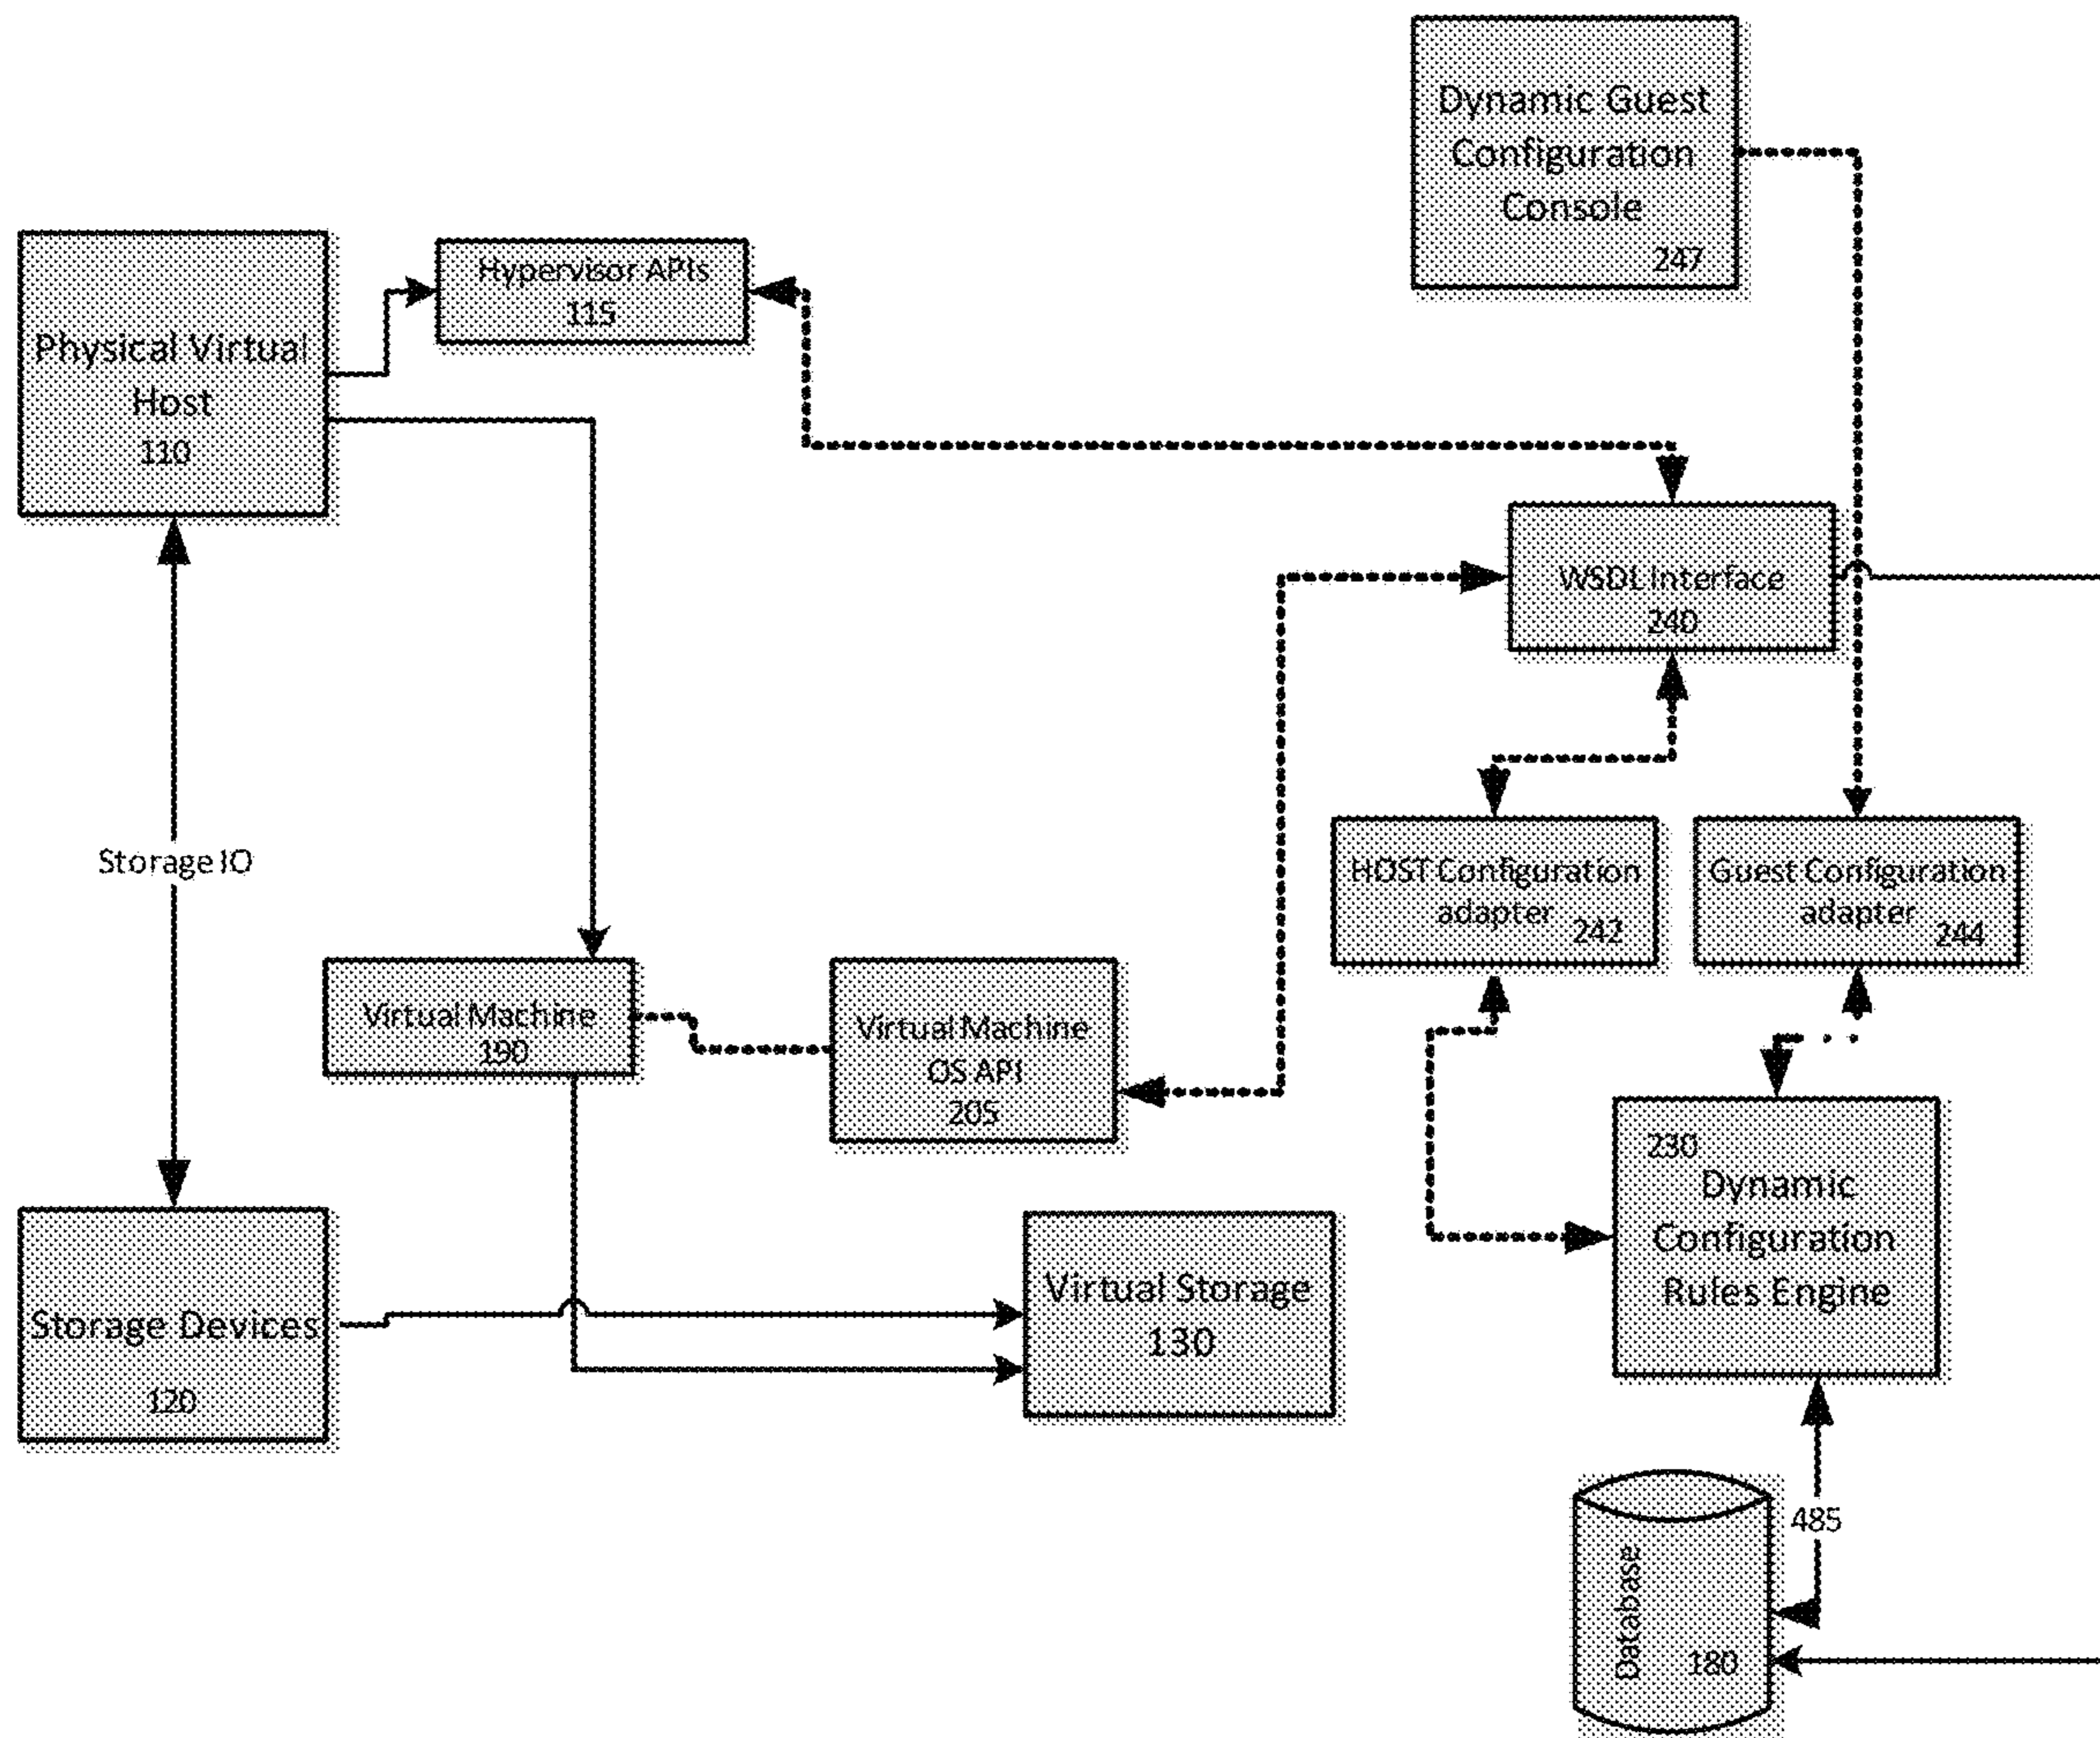 Dynamic Guest
Configuration
Console
247
Hypervisor APIs
115
Physical Virtual
Host
110
WSDL Interface
240
Storage IO
HOST Configuration
adapter
242
Guest Configuration
adapter
244
Virtual Machine
190
Virtual Machine
OS API
205
230
Dynamic
Configuration
Rules Engine
Virtual Storage
130
Storage Devices
120
485
Database
180